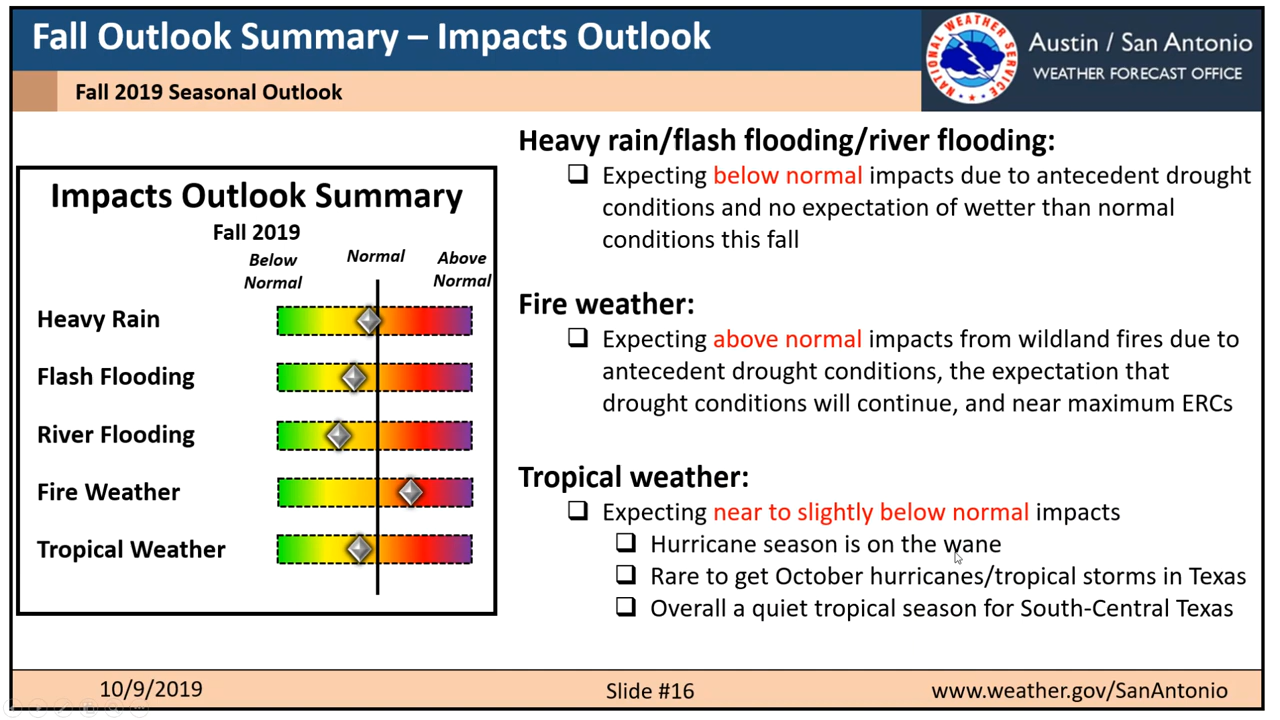 Fall Outlook Summary – Impacts Outlook
NATIONAL WEATHER SERVICE
Austin / San Antonio
WEATHER FORECAST OFFICE
Fall 2019 Seasonal Outlook
Impacts Outlook Summary
Fall 2019
Below Normal
Normal
Above Normal
Heavy Rain
Flash Flooding
River Flooding
Fire Weather
Tropical Weather
Heavy rain/flash flooding/river flooding:
Expecting below normal impacts due to antecedent drought
conditions and no expectation of wetter than normal
conditions this fall
Fire weather:
Expecting above normal impacts from wildland fires due to
antecedent drought conditions, the expectation that
drought conditions will continue, and near maximum ERCs
Tropical weather:
Expecting near to slightly below normal impacts
Hurricane season is on the wane
Rare to get October hurricanes/tropical storms in Texas
Overall a quiet tropical season for South-Central Texas
10/9/2019
Slide #16
www.weather.gov/SanAntonio